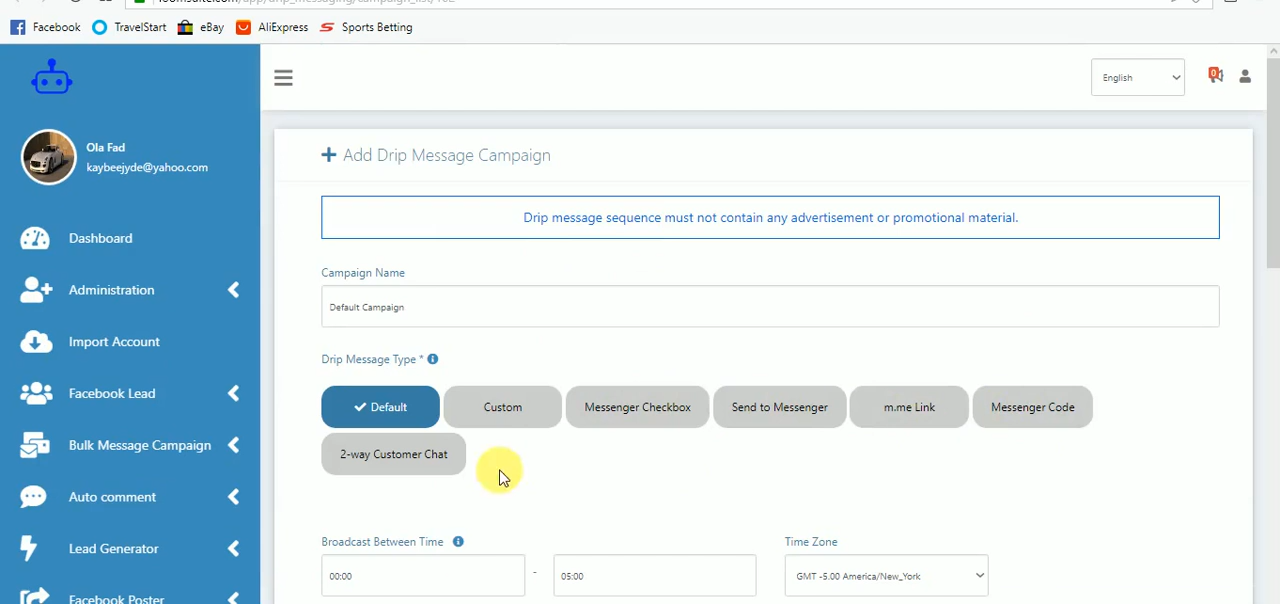 Facebook TravelStart eBay AliExpress Sports Betting
English
0
Ola Fad
kaybeejyde@yahoo.com
Dashboard
Administration
Import Account
Facebook Lead
Bulk Message Campaign
Auto comment
Lead Generator
Facebook Poster
Add Drip Message Campaign
Drip message sequence must not contain any advertisement or promotional material.
Campaign Name
Default Campaign
Drip Message Type *
Default Custom Messenger Checkbox Send to Messenger m.me Link Messenger Code
2-way Customer Chat
Broadcast Between Time Time Zone
00:00 - 05:00 GMT -5.00 America/New_York